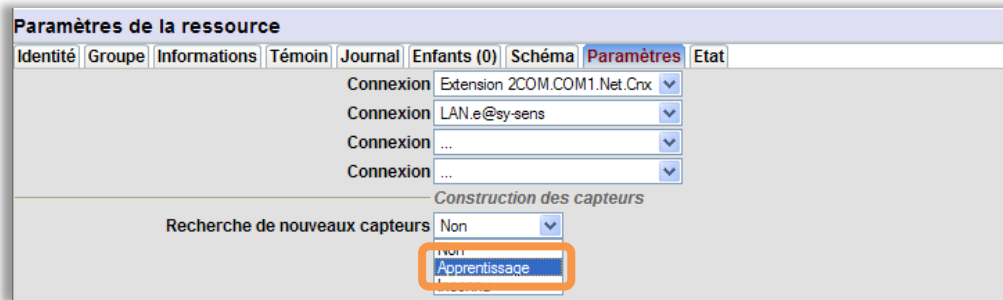 Paramètres de la ressource
Identité Groupe Informations Témoin Journal Enfants (0) Schéma Paramètres Etat
Connexion Extension 2COM.COM1.Net.Cnx
Connexion LAN.e@sy-sens
Connexion ...
Connexion ...
Construction des capteurs
Recherche de nouveaux capteurs Non
Non
Apprentissage